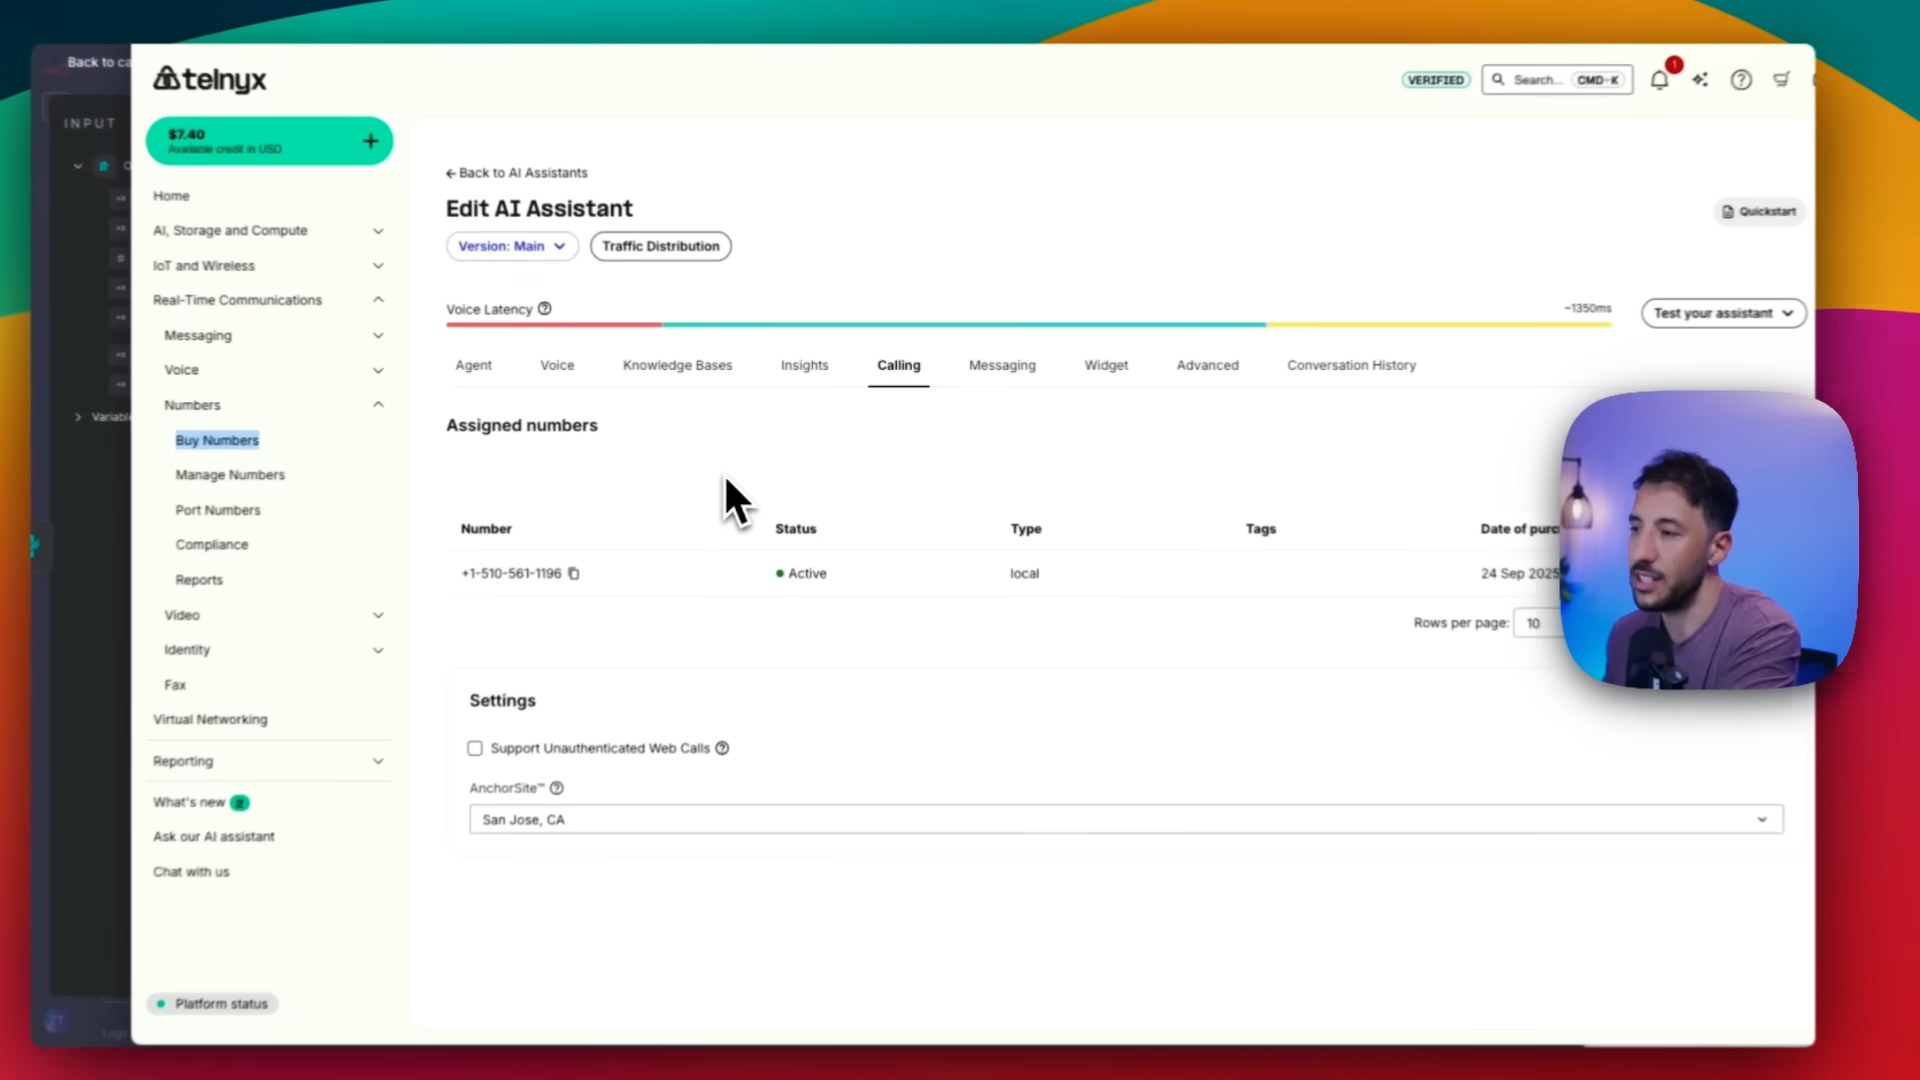 Back to ca
INPUT
Variabl
telnyx
VERIFIED
Search...
CMD+K
1
$7.40
Available credit in USD
Home
AI, Storage and Compute
IoT and Wireless
Real-Time Communications
Messaging
Voice
Numbers
Buy Numbers
Manage Numbers
Port Numbers
Compliance
Reports
Video
Identity
Fax
Virtual Networking
Reporting
What's new 2
Ask our AI assistant
Chat with us
Platform status
Back to AI Assistants
Edit AI Assistant
Quickstart
Version: Main
Traffic Distribution
Voice Latency
~1350ms
Test your assistant
Agent
Voice
Knowledge Bases
Insights
Calling
Messaging
Widget
Advanced
Conversation History
Assigned numbers
Number
Status
Type
Tags
Date of purc
+1-510-561-1196
Active
local
24 Sep 2025
Rows per page: 10
Settings
Support Unauthenticated Web Calls
AnchorSite™
San Jose, CA